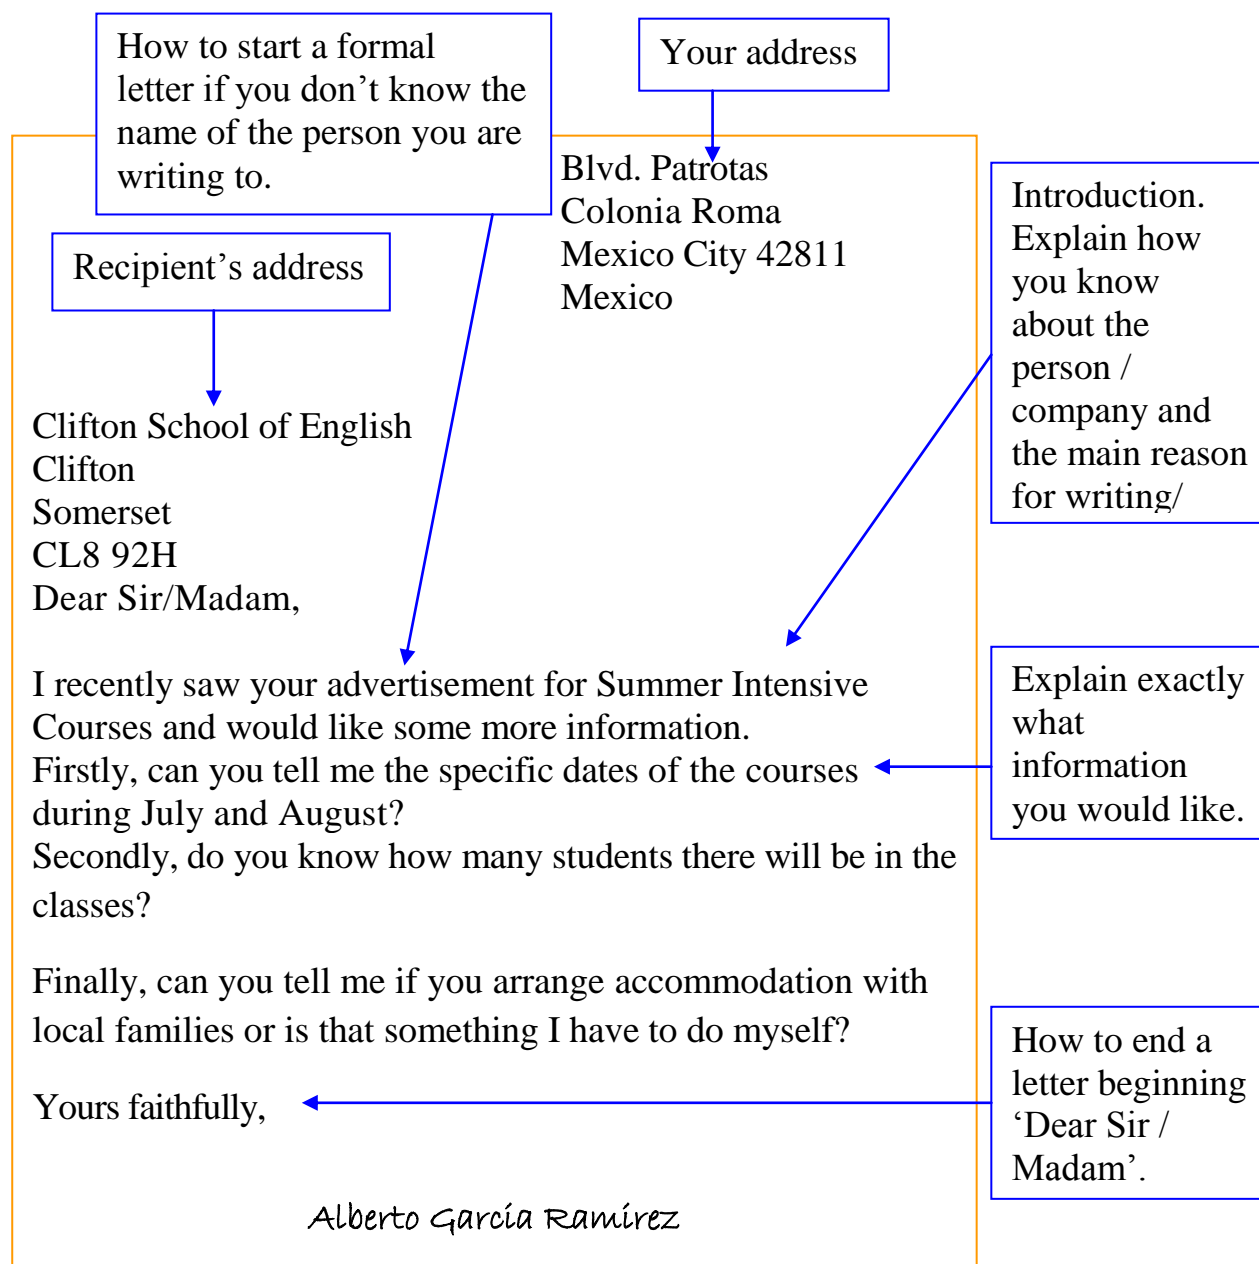 How to start a formal
letter if you don’t know the
name of the person you are
writing to.
Your address
Blvd. Patrotas
Colonia Roma
Mexico City 42811
Mexico
Recipient’s address
Introduction.
Explain how
you know
about the
person /
company and
the main reason
for writing/
Clifton School of English
Clifton
Somerset
CL8 92H
Dear Sir/Madam,
I recently saw your advertisement for Summer Intensive
Courses and would like some more information.
Firstly, can you tell me the specific dates of the courses
during July and August?
Secondly, do you know how many students there will be in the
classes?
Explain exactly
what
information
you would like.
Finally, can you tell me if you arrange accommodation with
local families or is that something I have to do myself?
Yours faithfully,
How to end a
letter beginning
‘Dear Sir /
Madam’.
Alberto Garcia Ramirez